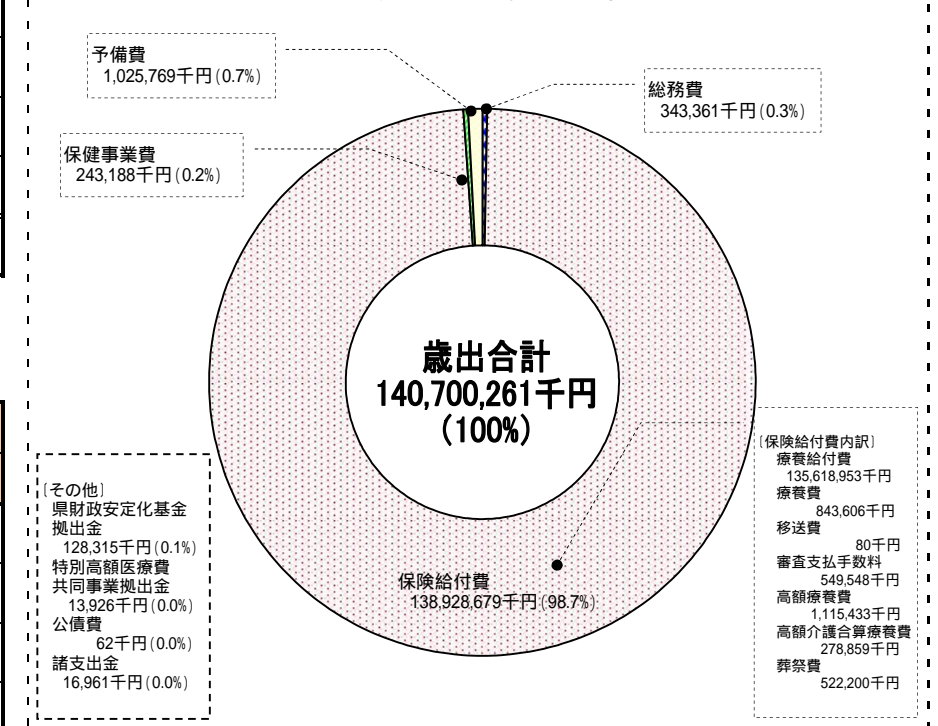 予備費
1,025,769千円(0.7%)
総務費
343,361千円(0.3%)
保健事業費
243,188千円(0.2%)
歳出合計
140,700,261千円
(100%)
保険給付費
138,928,679千円(98.7%)
[その他]
県財政安定化基金
拠出金
128,315千円(0.1%)
特別高額医療費
共同事業拠出金
13,926千円(0.0%)
公債費
62千円(0.0%)
諸支出金
16,961千円(0.0%)
[保険給付費内訳]
療養給付費
135,618,953千円
療養費
843,606千円
移送費
80千円
審査支払手数料
549,548千円
高額療養費
1,115,433千円
高額介護合算療養費
278,859千円
葬祭費
522,200千円